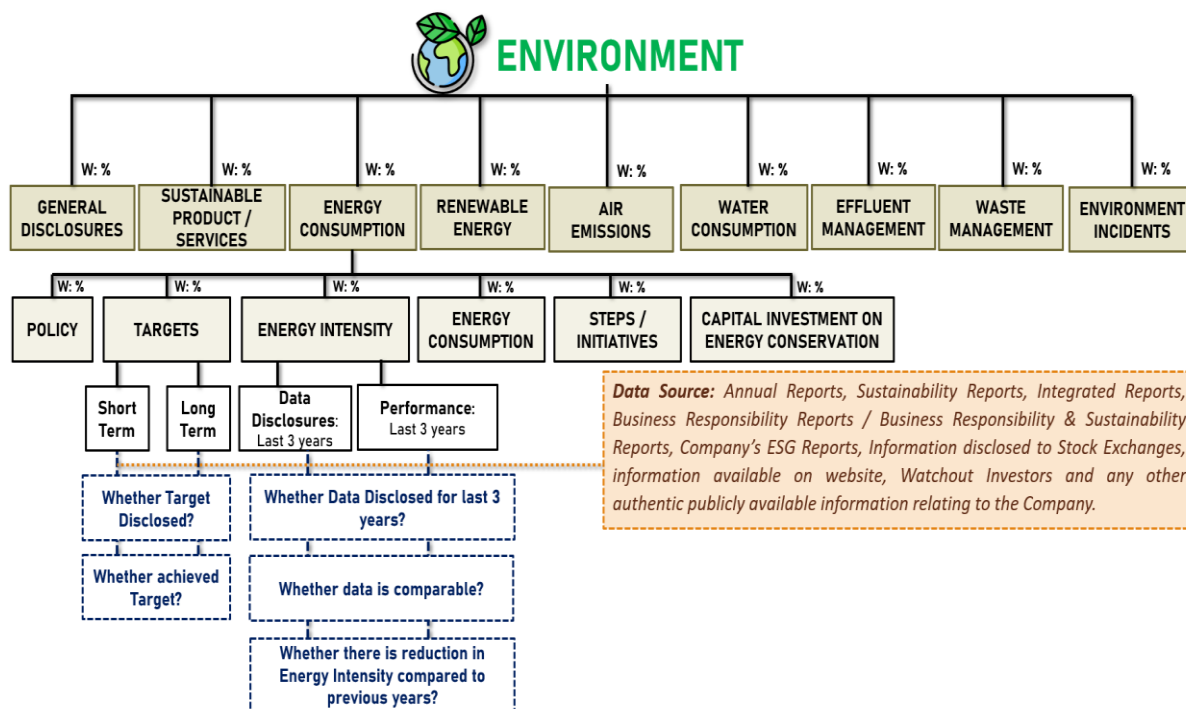 ENVIRONMENT
W: %
W: %
W: %
W: %
W: %
W: %
W: %
W: %
W: %
GENERAL
DISCLOSURES
SUSTAINABLE
PRODUCT /
SERVICES
ENERGY
CONSUMPTION
RENEWABLE
ENERGY
AIR
EMISSIONS
WATER
CONSUMPTION
EFFLUENT
MANAGEMENT
WASTE
MANAGEMENT
ENVIRONMENT
INCIDENTS
W: %
W: %
W: %
W: %
W: %
W: %
POLICY
TARGETS
ENERGY INTENSITY
ENERGY
CONSUMPTION
STEPS /
INITIATIVES
CAPITAL INVESTMENT ON
ENERGY CONSERVATION
Short
Term
Long
Term
Data
Disclosures:
Last 3 years
Performance:
Last 3 years
Data Source: Annual Reports, Sustainability Reports, Integrated Reports,
Business Responsibility Reports / Business Responsibility & Sustainability
Reports, Company's ESG Reports, Information disclosed to Stock Exchanges,
information available on website, Watchout Investors and any other
authentic publicly available information relating to the Company.
Whether Target
Disclosed?
Whether Data Disclosed for last 3
years?
Whether achieved
Target?
Whether data is comparable?
Whether there is reduction in
Energy Intensity compared to
previous years?